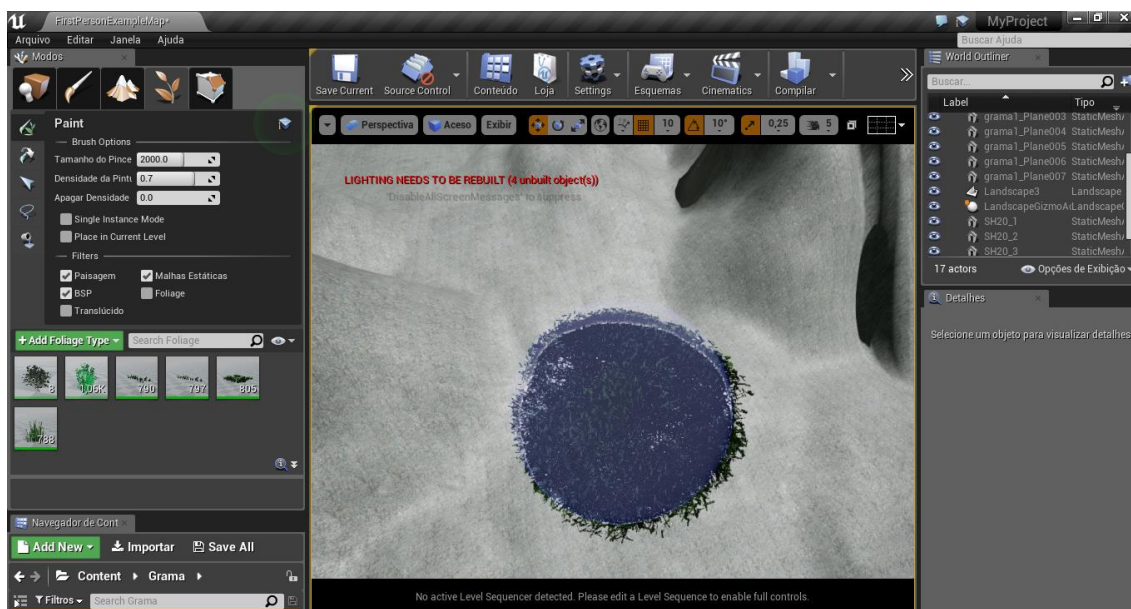 FirstPersonExampleMap*
MyProject
Arquivo Editar Janela Ajuda
Buscar Ajuda
Modos
Save Current Source Control Conteúdo Loja Settings Esquemas Cinematics Compilar
World Outliner
Buscar...
Label Tipo
Paint
Brush Options
Tamanho do Pince 2000.0
Densidade da Pintu 0.7
Apagar Densidade 0.0
Single Instance Mode
Place in Current Level
Filters
Paisagem Malhas Estáticas
BSP Foliage
Translúcido
+ Add Foliage Type Search Foliage
8 1,06K 790 797 805
788
Perspectiva Aceso Exibir 10 10° 0,25 5
LIGHTING NEEDS TO BE REBUILT (4 unbuilt object(s))
'DisableAllScreenMessages' to suppress
grama1_Plane003 StaticMesh
grama1_Plane004 StaticMesh
grama1_Plane005 StaticMesh
grama1_Plane006 StaticMesh
grama1_Plane007 StaticMesh
Landscape3 Landscape
LandscapeGizmoAc Landscape
SH20_1 StaticMesh
SH20_2 StaticMesh
SH20_3 StaticMesh
17 actors Opções de Exibição
Detalhes
Selecione um objeto para visualizar detalhes
Navegador de Cont
Add New Importar Save All
Content Grama
Filtros Search Grama
No active Level Sequencer detected. Please edit a Level Sequence to enable full controls.